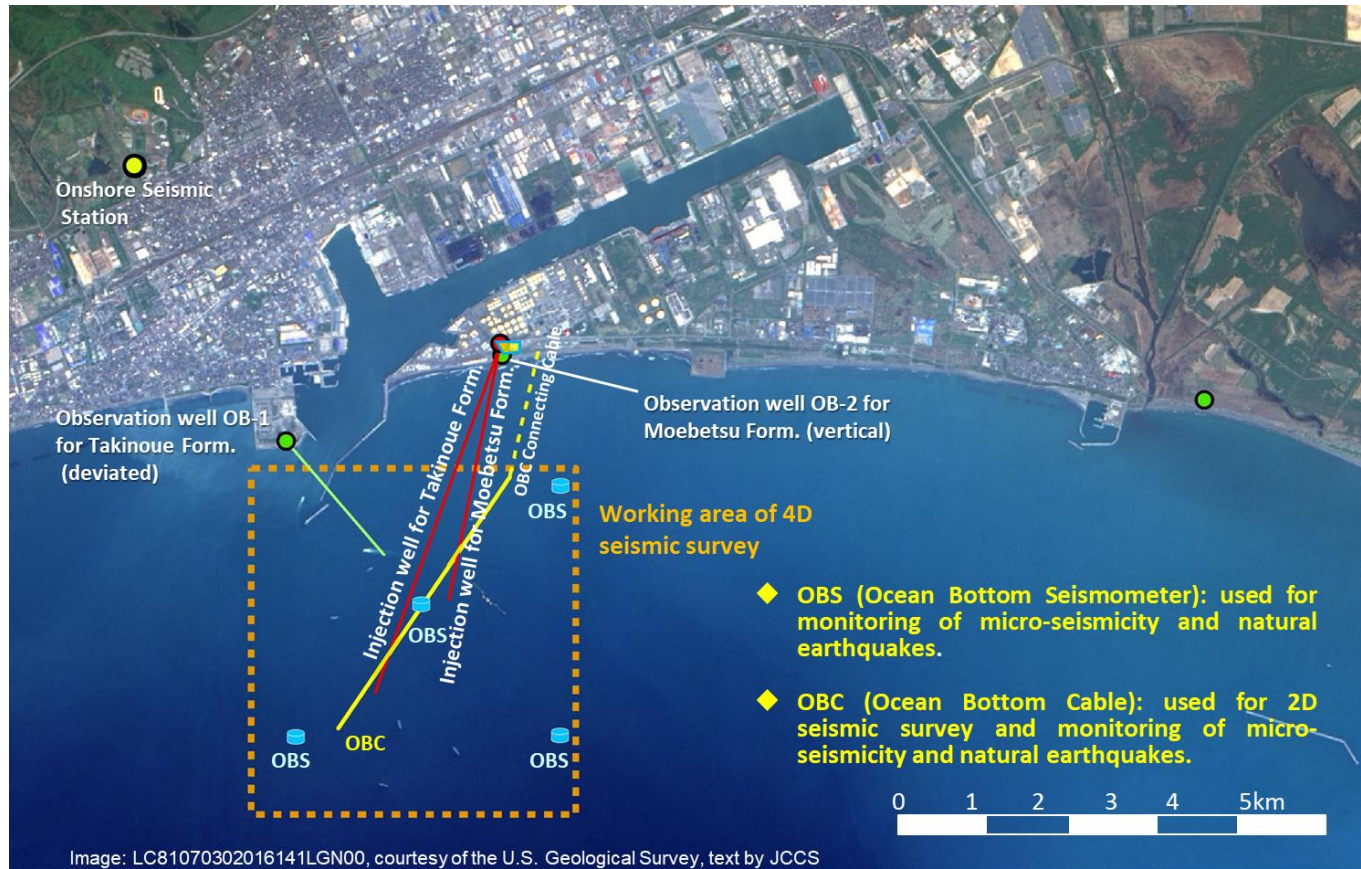 Onshore Seismic
Station
Observation well OB-1
for Takinoue Form.
(deviated)
Injection well for Takinoue Form.
Injection well for Moebetsu Form.
OBC Connecting Cable
Observation well OB-2 for
Moebetsu Form. (vertical)
OBS
Working area of 4D
seismic survey
OBS
OBS
OBC
OBS
◆ OBS (Ocean Bottom Seismometer): used for
monitoring of micro-seismicity and natural
earthquakes.
◆ OBC (Ocean Bottom Cable): used for 2D
seismic survey and monitoring of micro-
seismicity and natural earthquakes.
0 1 2 3 4 5km
Image: LC81070302016141LGN00, courtesy of the U.S. Geological Survey, text by JCCS